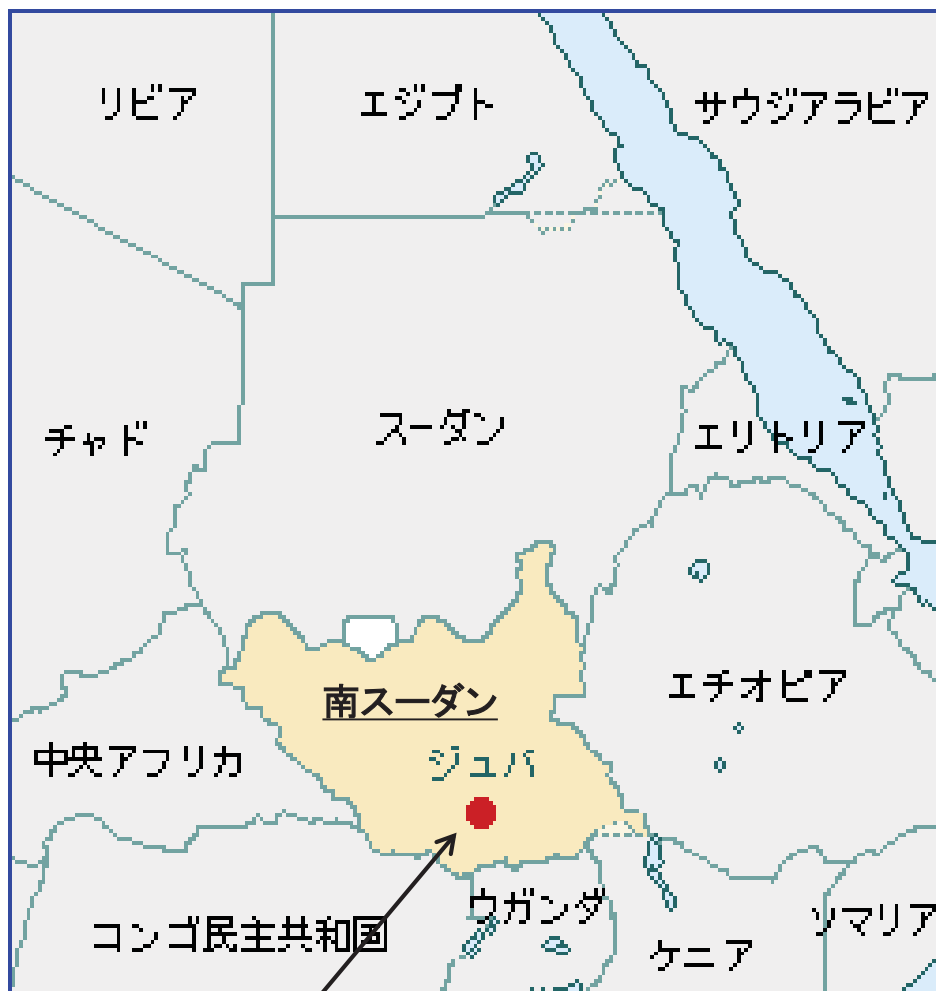 リビア
エジプト
サウジアラビア
チャド
スーダン
エリトリア
南スーダン
エチオピア
中央アフリカ
ジュバ
ウガンダ
コンゴ民主共和国
ケニア
ソマリア